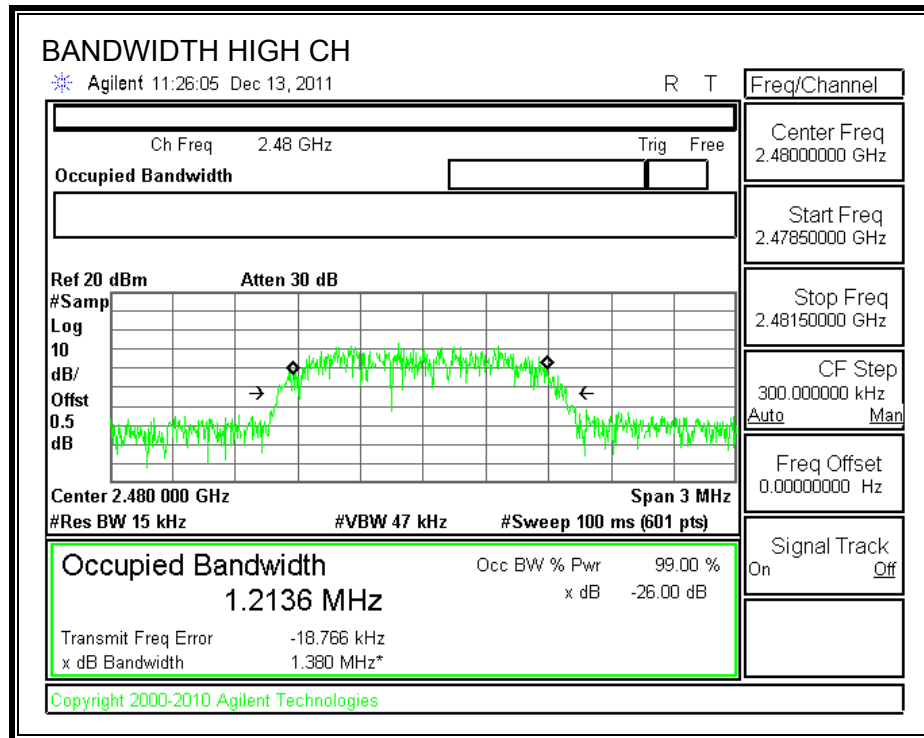 BANDWIDTH HIGH CH
Agilent 11:26:05 Dec 13, 2011 R T
Freq/Channel
Ch Freq 2.48 GHz Trig Free
Occupied Bandwidth
Center Freq
2.48000000 GHz
Start Freq
2.47850000 GHz
Stop Freq
2.48150000 GHz
CF Step
300.000000 kHz
Auto Man
Freq Offset
0.00000000 Hz
Signal Track
On Off
Ref 20 dBm Atten 30 dB
#Samp
Log
10
dB/
Offst
0.5
dB
Center 2.480 000 GHz Span 3 MHz
#Res BW 15 kHz #VBW 47 kHz #Sweep 100 ms (601 pts)
Occupied Bandwidth Occ BW % Pwr 99.00 %
1.2136 MHz x dB -26.00 dB
Transmit Freq Error -18.766 kHz
x dB Bandwidth 1.380 MHz*
Copyright 2000-2010 Agilent Technologies